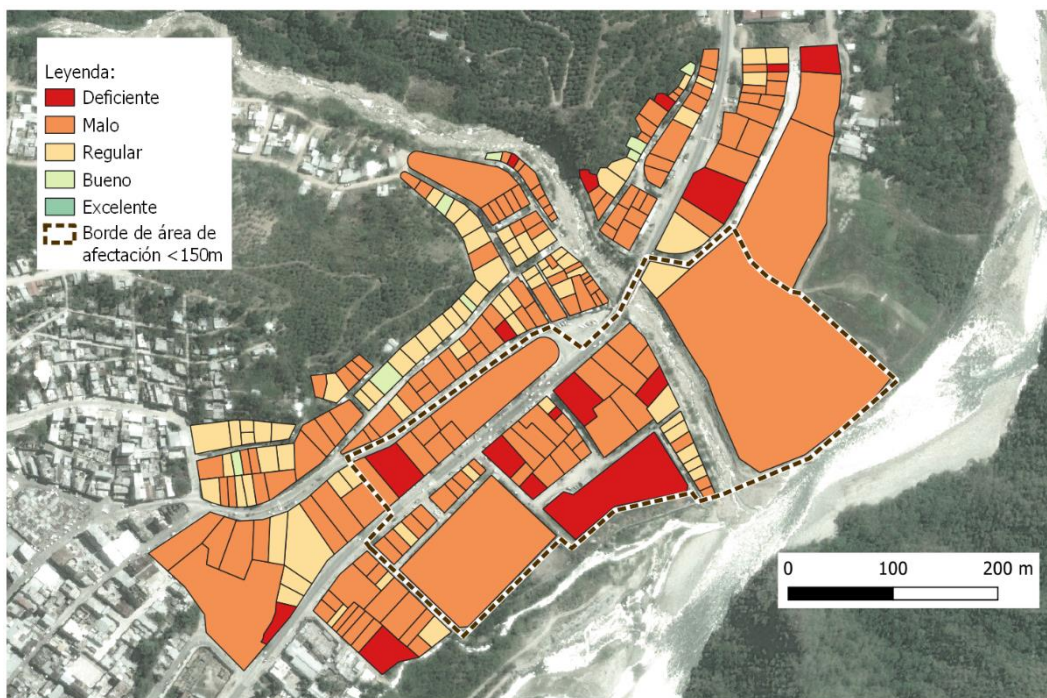 Leyenda:
Deficiente
Malo
Regular
Bueno
Excelente
Borde de área de
afectación <150m
0 100 200 m